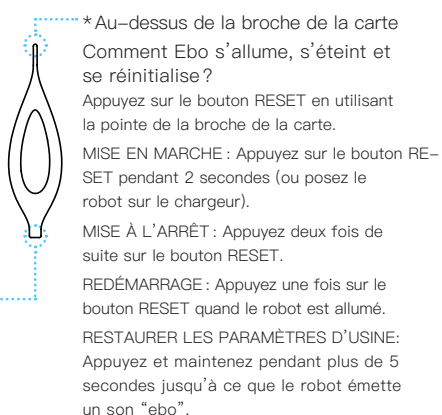 *Au-dessus de la broche de la carte
Comment Ebo s'allume, s'éteint et
se réinitialise ?
Appuyez sur le bouton RESET en utilisant
la pointe de la broche de la carte.
MISE EN MARCHE : Appuyez sur le bouton RE-
SET pendant 2 secondes (ou posez le
robot sur le chargeur).
MISE À L'ARRÊT : Appuyez deux fois de
suite sur le bouton RESET.
REDÉMARRAGE : Appuyez une fois sur le
bouton RESET quand le robot est allumé.
RESTAURER LES PARAMÈTRES D'USINE:
Appuyez et maintenez pendant plus de 5
secondes jusqu'à ce que le robot émette
un son “ebo”.